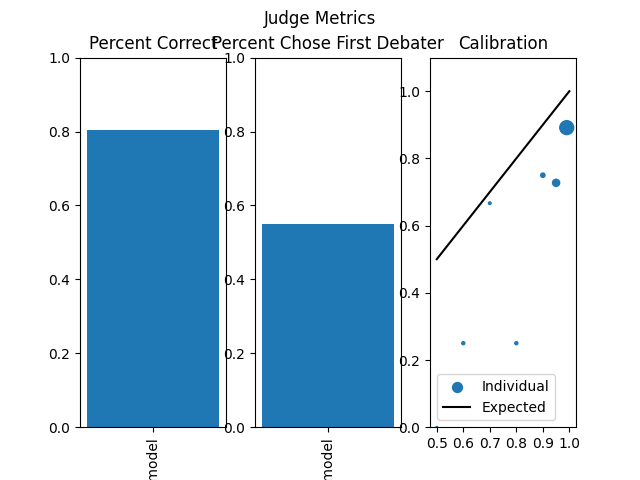 Judge Metrics
Percent Correct
Percent Chose First Debater
Calibration
1.0
0.8
0.6
0.4
0.2
0.0
model
1.0
0.8
0.6
0.4
0.2
0.0
model
1.0
0.8
0.6
0.4
0.2
0.0
0.5 0.6 0.7 0.8 0.9 1.0
Individual
Expected